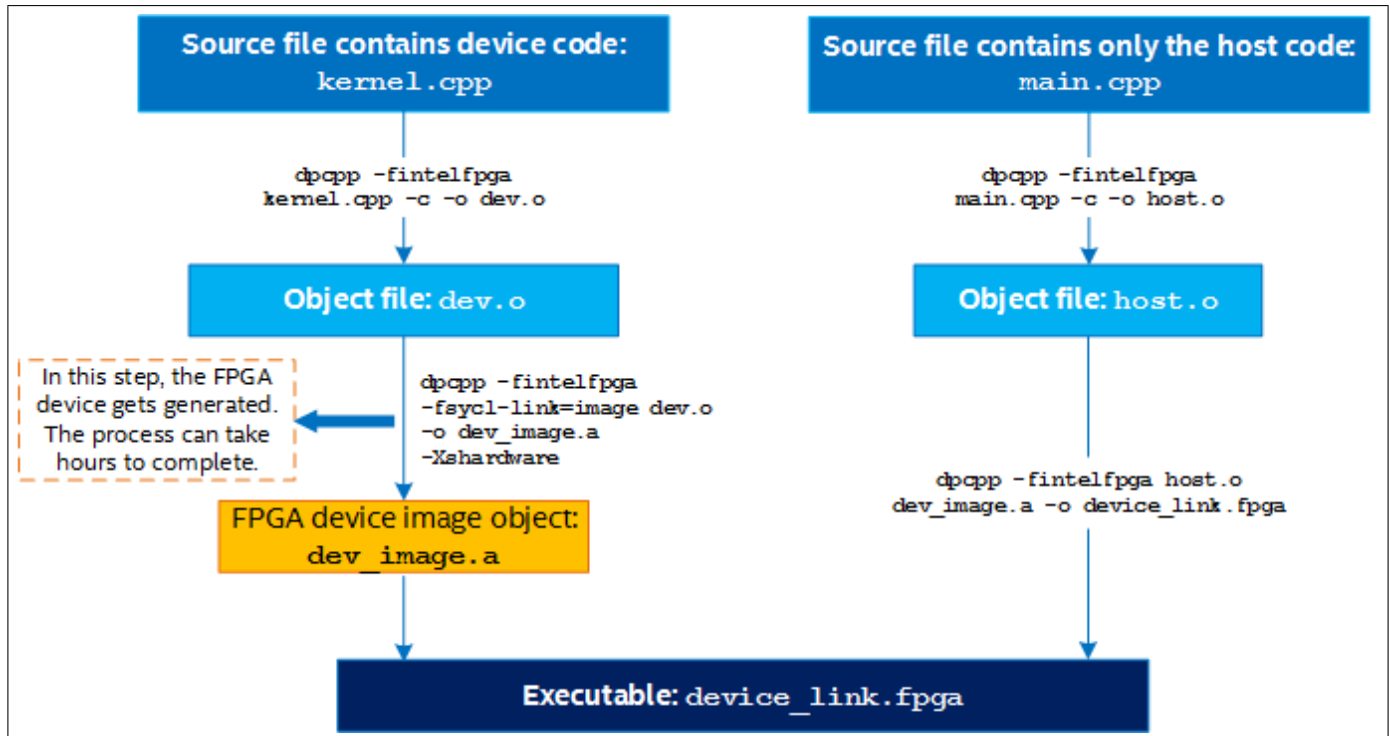 Source file contains device code:
kernel.cpp
Source file contains only the host code:
main.cpp
dpcpp -fintelfpga
kernel.cpp -c -o dev.o
dpcpp -fintelfpga
main.cpp -c -o host.o
Object file: dev.o
Object file: host.o
In this step, the FPGA
device gets generated.
The process can take
hours to complete.
dpcpp -fintelfpga
-fsycl-link=image dev.o
-o dev_image.a
-Xshardware
dpcpp -fintelfpga host.o
dev_image.a -o device_link.fpga
FPGA device image object:
dev_image.a
Executable: device_link.fpga